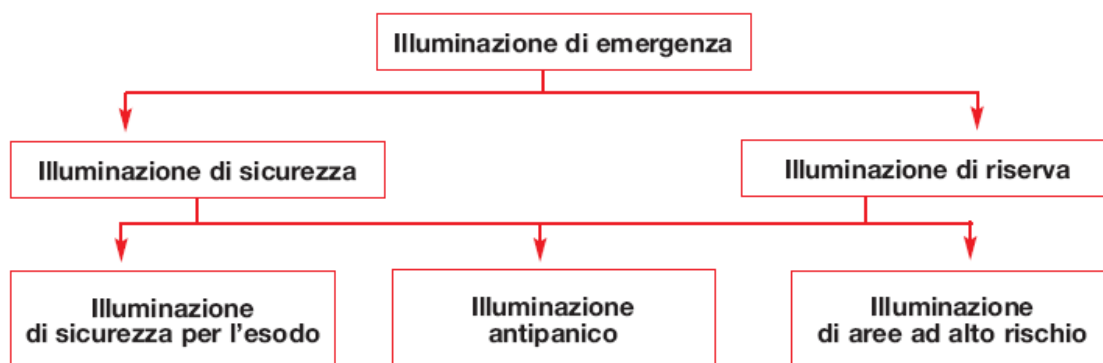 Illuminazione di emergenza
Illuminazione di sicurezza
Illuminazione di riserva
Illuminazione
di sicurezza per l'esodo
Illuminazione
antipanico
Illuminazione
di aree ad alto rischio